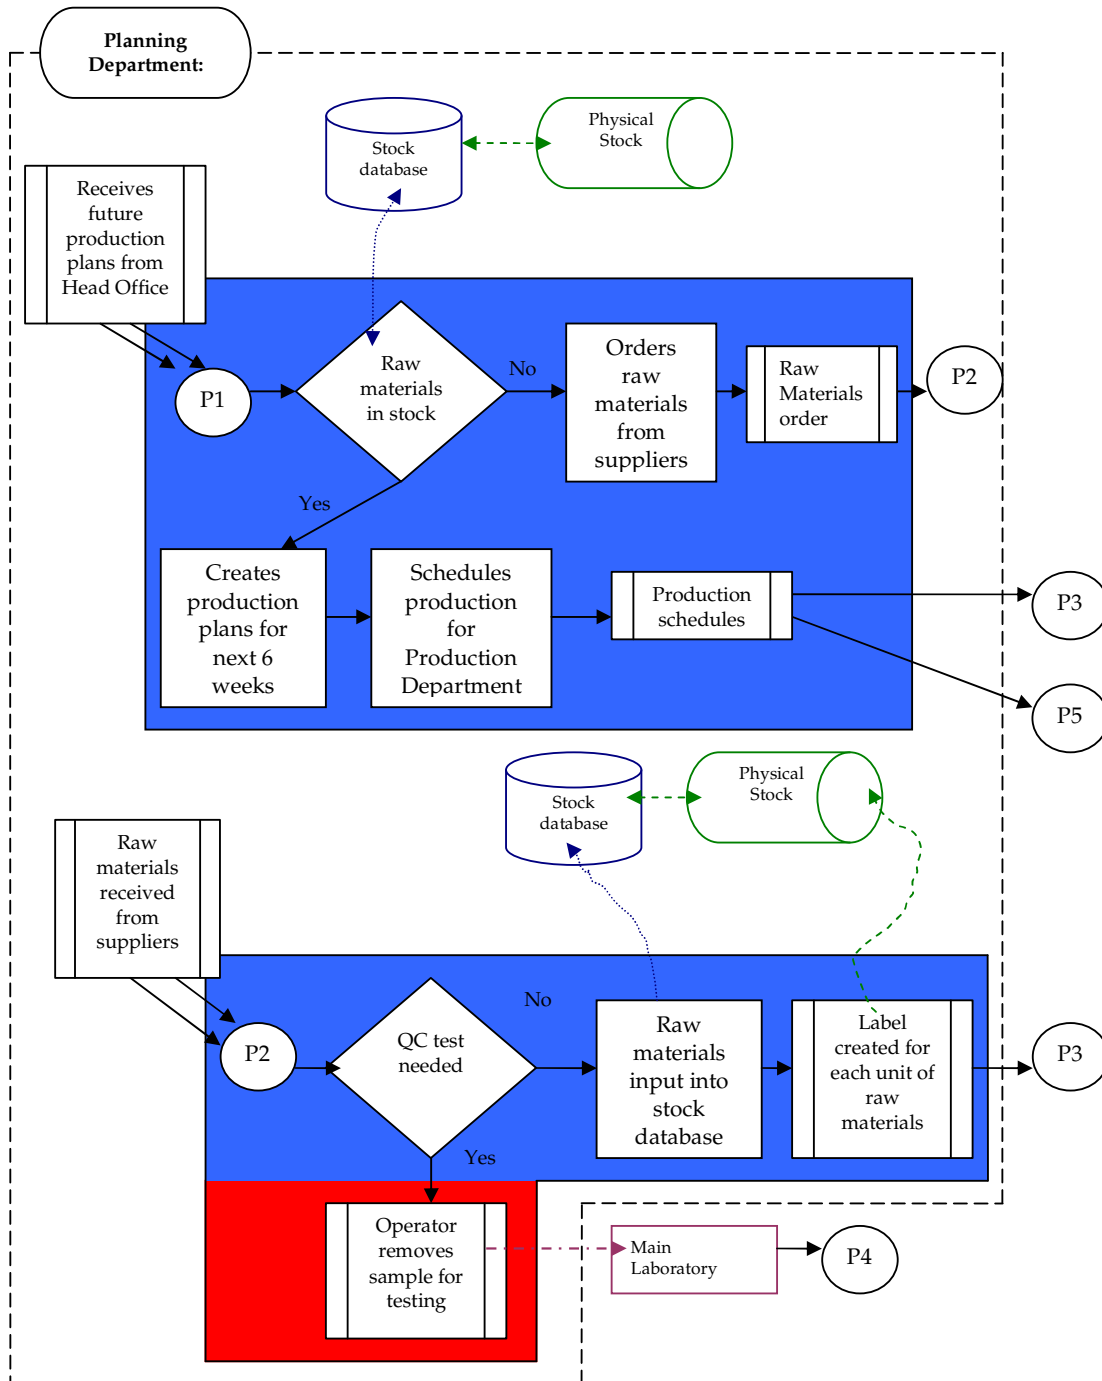 Planning
Department:
Stock
database
Physical
Stock
Receives
future
production
plans from
Head Office
P1
Raw
materials
in stock
No
Orders
raw
materials
from
suppliers
Raw
Materials
order
P2
Yes
Creates
production
plans for
next 6
weeks
Schedules
production
for
Production
Department
Production
schedules
P3
P5
Stock
database
Physical
Stock
Raw
materials
received
from
suppliers
P2
QC test
needed
No
Raw
materials
input into
stock
database
Label
created for
each unit of
raw
materials
P3
Yes
Operator
removes
sample for
testing
Main
Laboratory
P4